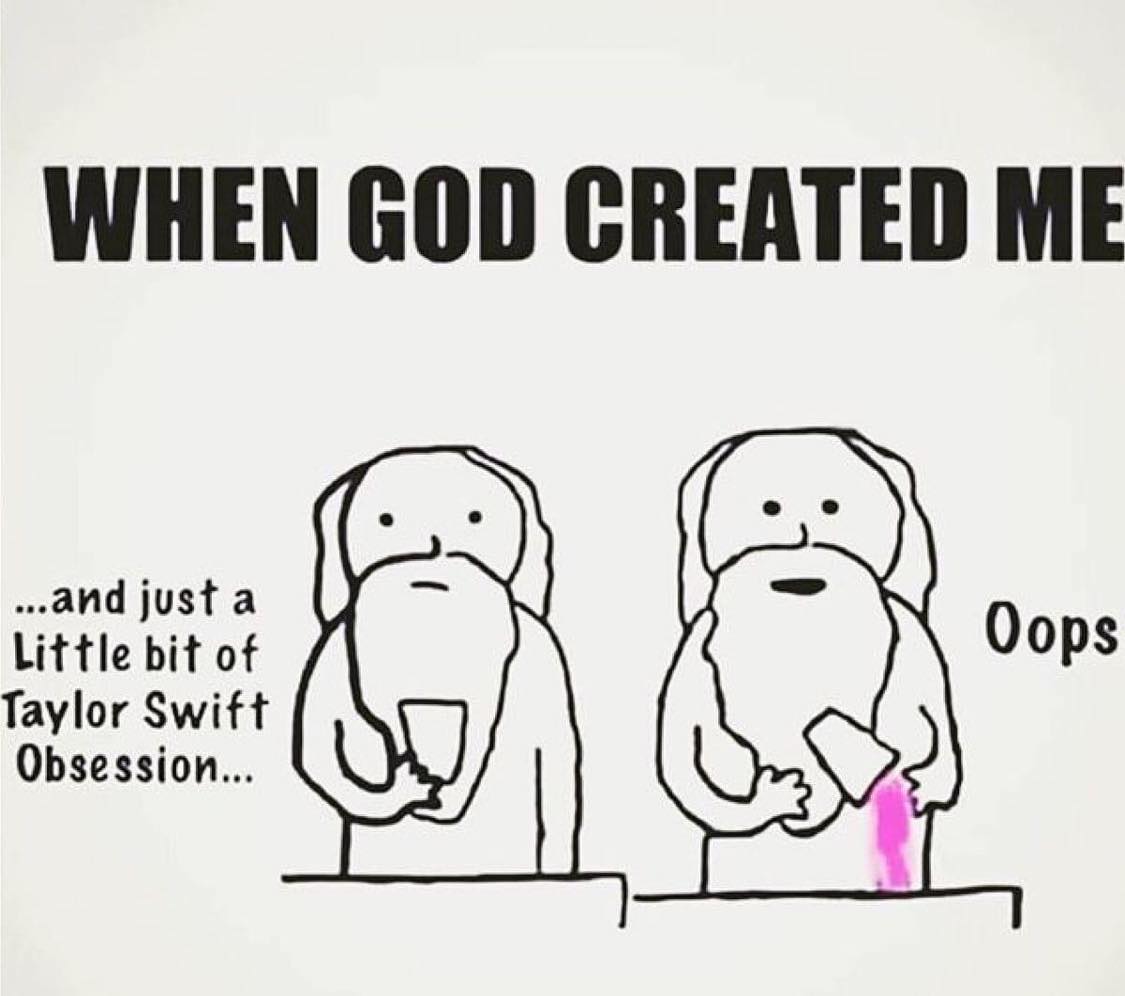 WHEN GOD CREATED ME
...and just a
Little bit of
Taylor Swift
Obsession...
Oops